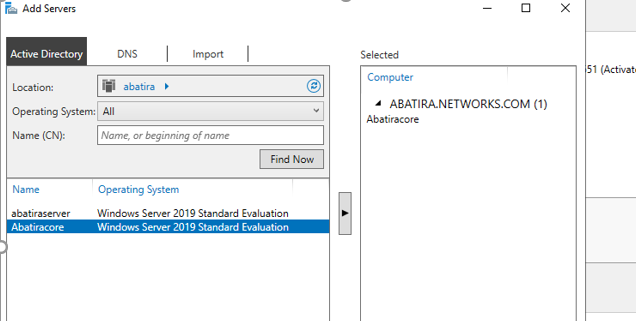 Add Servers
Active Directory DNS Import
Selected
Location: abatira
Computer
51 (Activat
Operating System: All
ABATIRA.NETWORKS.COM (1)
Name (CN): Name, or beginning of name
Abatiracore
Find Now
Name Operating System
abatiraserver Windows Server 2019 Standard Evaluation
Abatiracore Windows Server 2019 Standard Evaluation